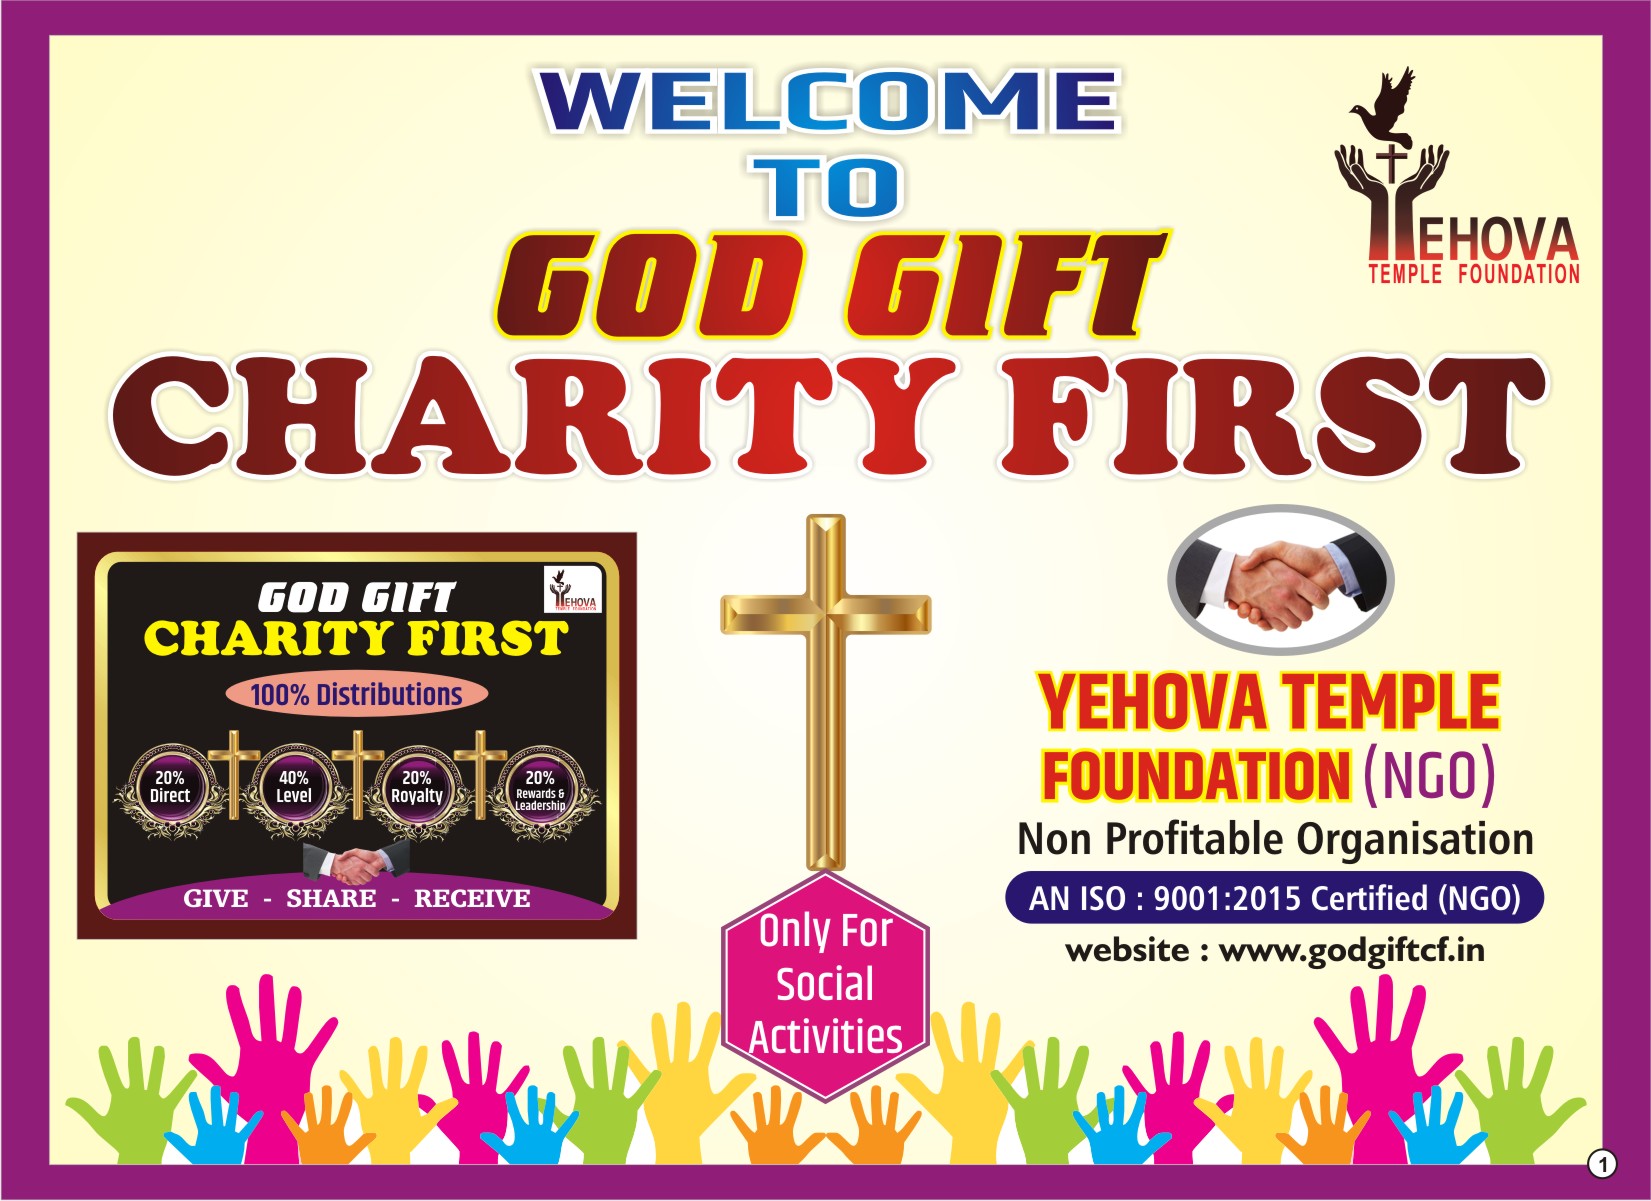 WELCOME
TO
GOD GIFT
CHARITY FIRST
YEHOVA
TEMPLE FOUNDATION
GOD GIFT
CHARITY FIRST
YEHOVA
TEMPLE FOUNDATION
100% Distributions
20%
Direct
40%
Level
20%
Royalty
20%
Rewards &
Leadership
GIVE - SHARE - RECEIVE
Only For
Social
Activities
YEHOVA TEMPLE
FOUNDATION (NGO)
Non Profitable Organisation
AN ISO : 9001:2015 Certified (NGO)
website : www.godgiftcf.in
1